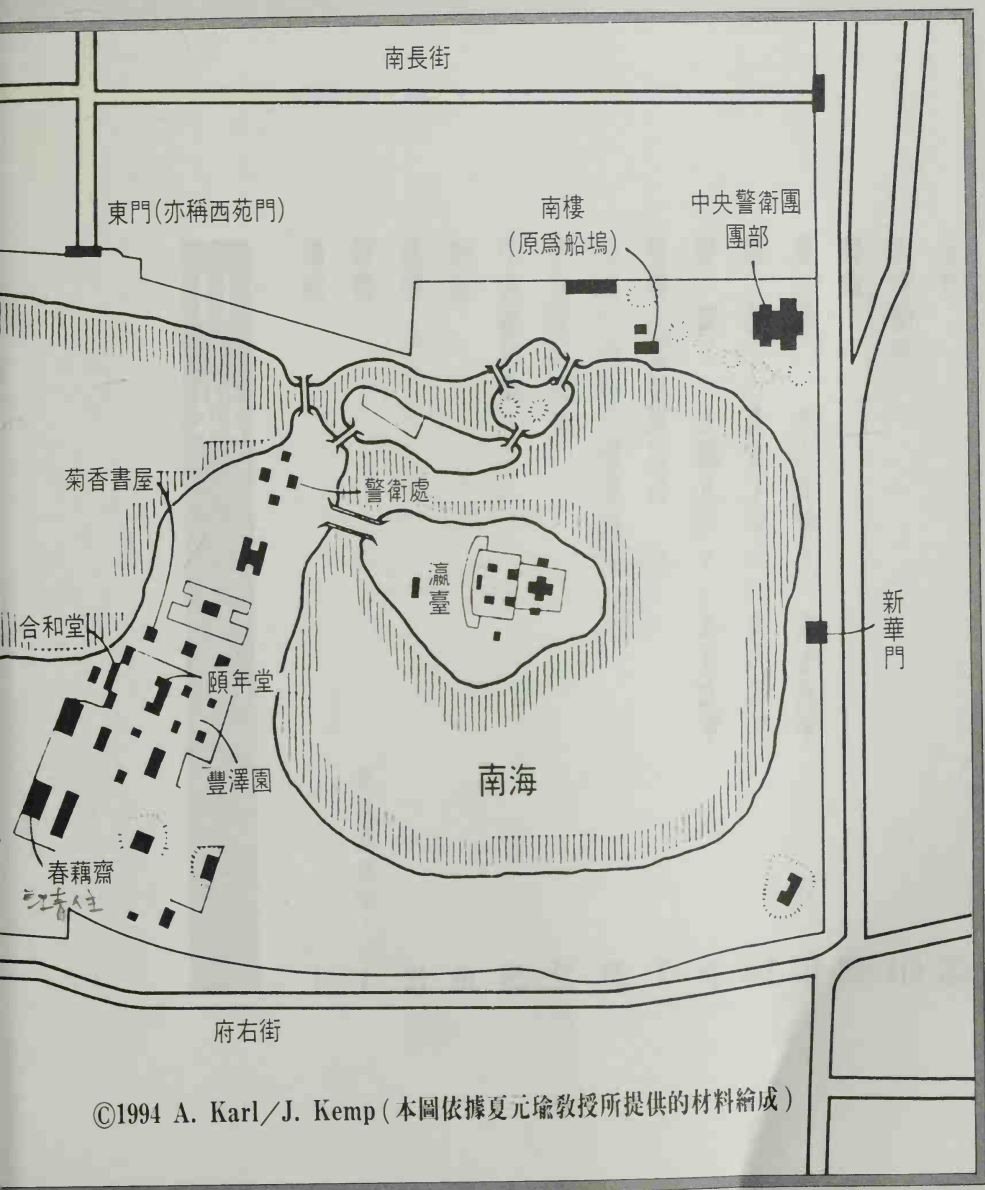 南長街
東門(亦稱西苑門)
南樓
(原爲船塢)
中央警衛團
團部
菊香書屋
警衛處
瀛臺
合和堂
頤年堂
新華門
豐澤園
南海
春藕齋
江青住
府右街
©1994 A. Karl/J. Kemp(本圖依據夏元瑜教授所提供的材料繪成)